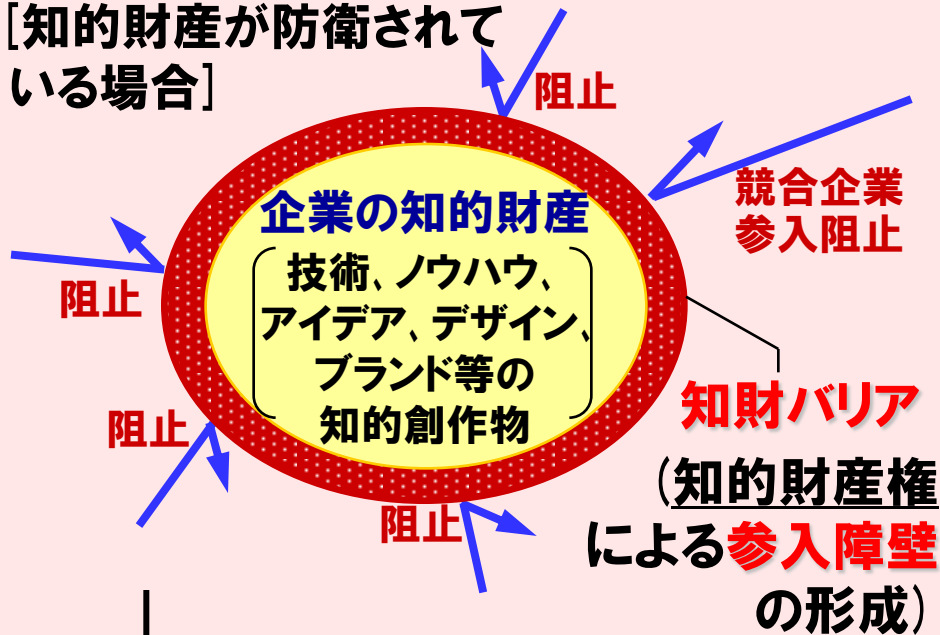 [知的財産が防衛されて
いる場合]
阻止
競合企業
参入阻止
企業の知的財産
技術、ノウハウ、
アイデア、デザイン、
ブランド等の
知的創作物
阻止
阻止
阻止
知財バリア
(知的財産権
による参入障壁
の形成)